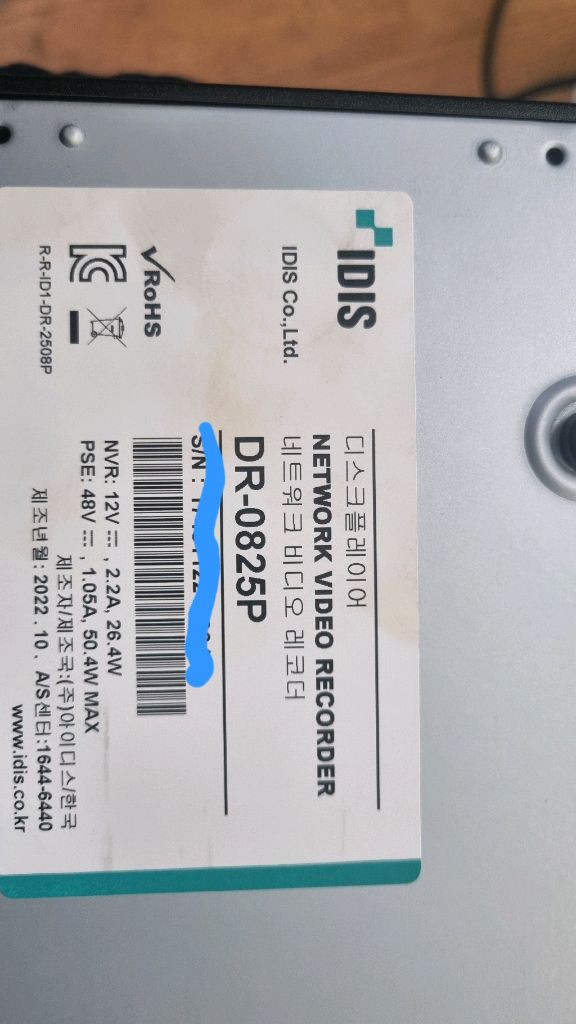 IDIS
IDIS Co.,Ltd.
디스크플레이어
NETWORK VIDEO RECORDER
네트워크 비디오 레코더
DR-0825P
S/N :
RoHS
R-R-ID1-DR-2508P
NVR: 12V ⎓ , 2.2A, 26.4W
PSE: 48V ⎓ , 1.05A, 50.4W MAX
제조자/제조국:(주)아이디스/한국
제조년월: 2022 . 10 . A/S센터:1644-6440
www.idis.co.kr